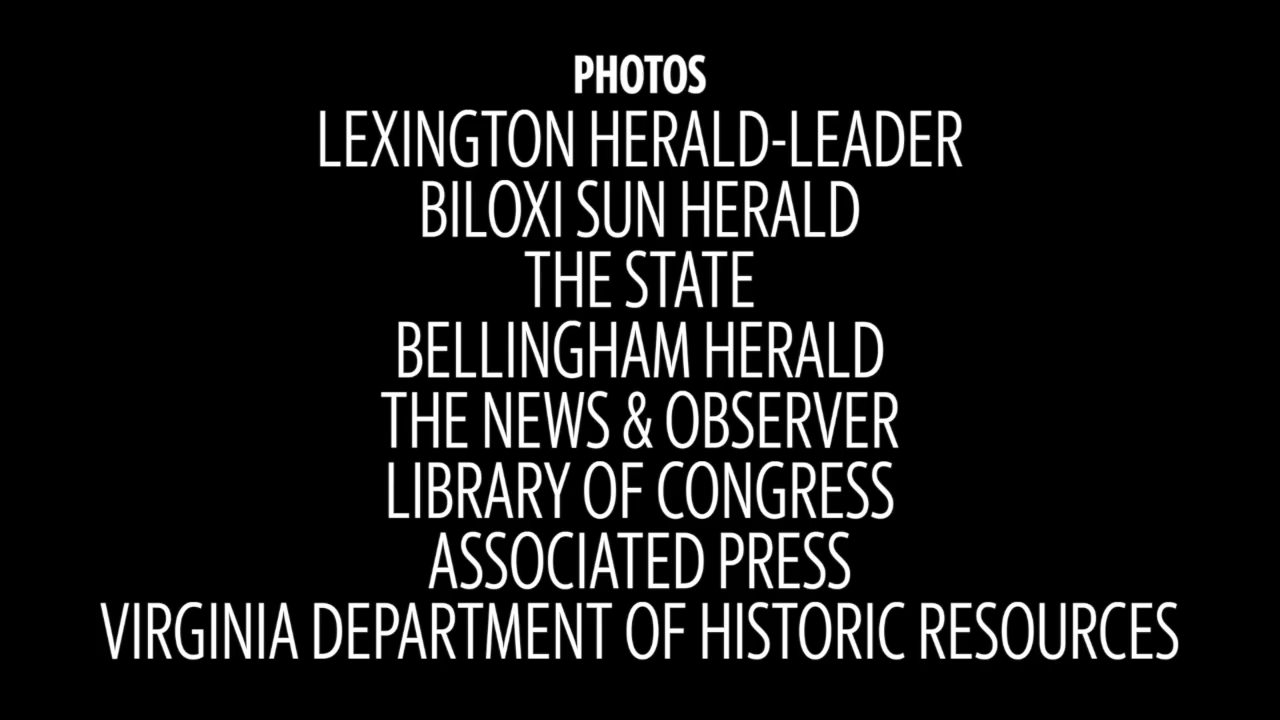 PHOTOS
LEXINGTON HERALD-LEADER
BILOXI SUN HERALD
THE STATE
BELLINGHAM HERALD
THE NEWS & OBSERVER
LIBRARY OF CONGRESS
ASSOCIATED PRESS
VIRGINIA DEPARTMENT OF HISTORIC RESOURCES